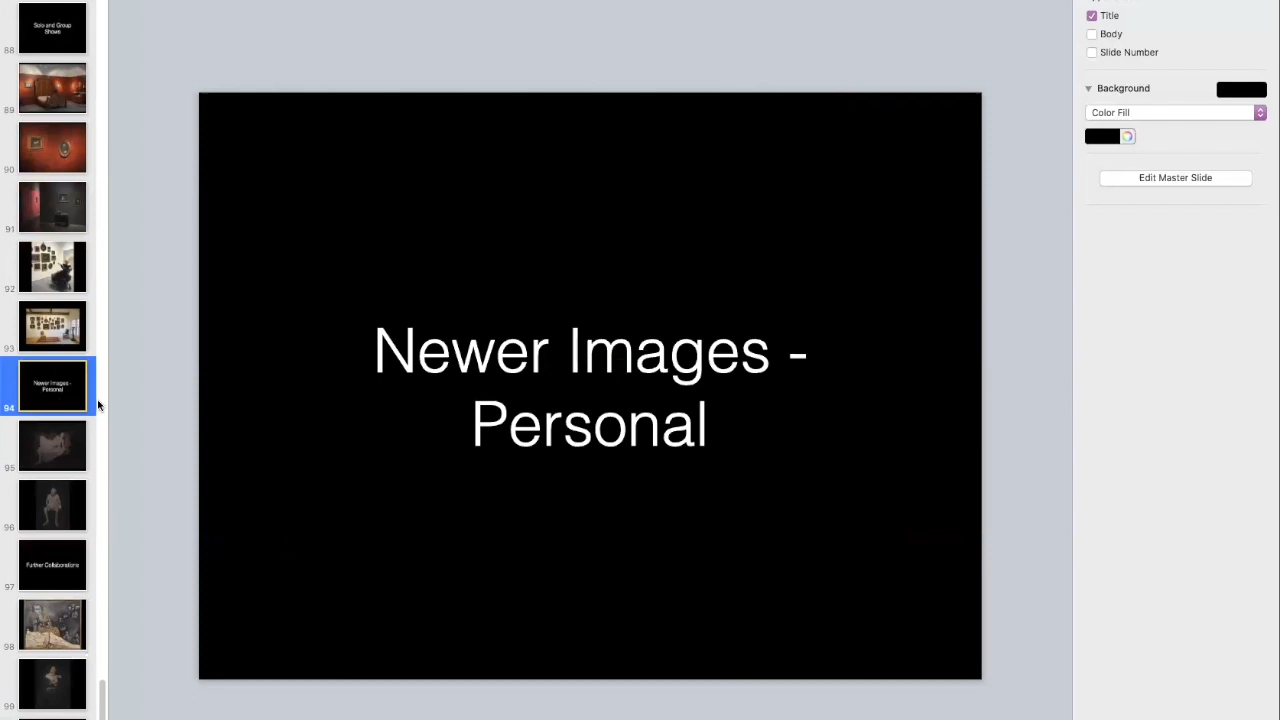 Solo and Group
Shows
88
89
90
91
92
93
Newer Images -
Personal
94
95
96
Further Collaborations
97
98
99
Newer Images -
Personal
Title
Body
Slide Number
Background
Color Fill
Edit Master Slide